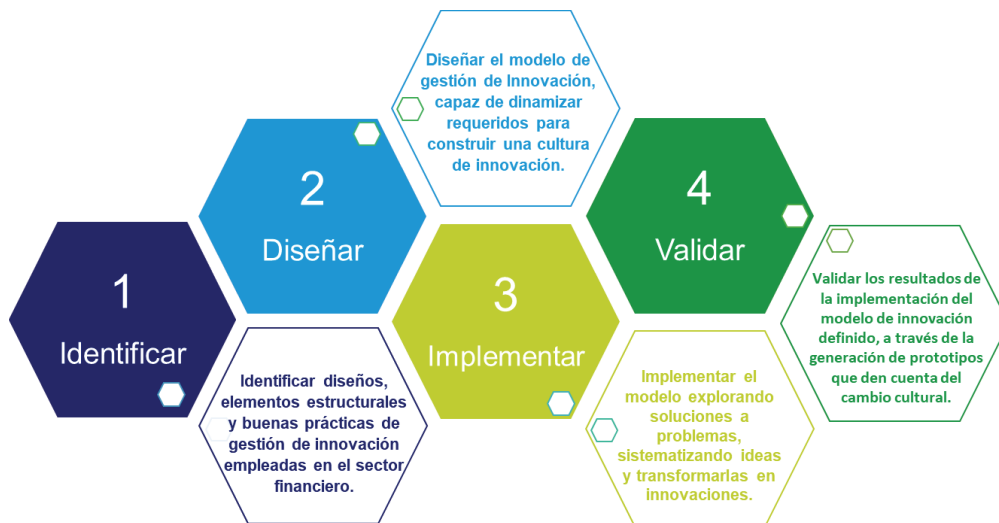 1
Identificar
Identificar diseños,
elementos estructurales
y buenas prácticas de
gestión de innovación
empleadas en el sector
financiero.
2
Diseñar
Diseñar el modelo de
gestión de Innovación,
capaz de dinamizar
requeridos para
construir una cultura
de innovación.
3
Implementar
Implementar el
modelo explorando
soluciones a
problemas,
sistematizando ideas
y transformarlas en
innovaciones.
4
Validar
Validar los resultados de
la implementación del
modelo de innovación
definido, a través de la
generación de prototipos
que den cuenta del
cambio cultural.